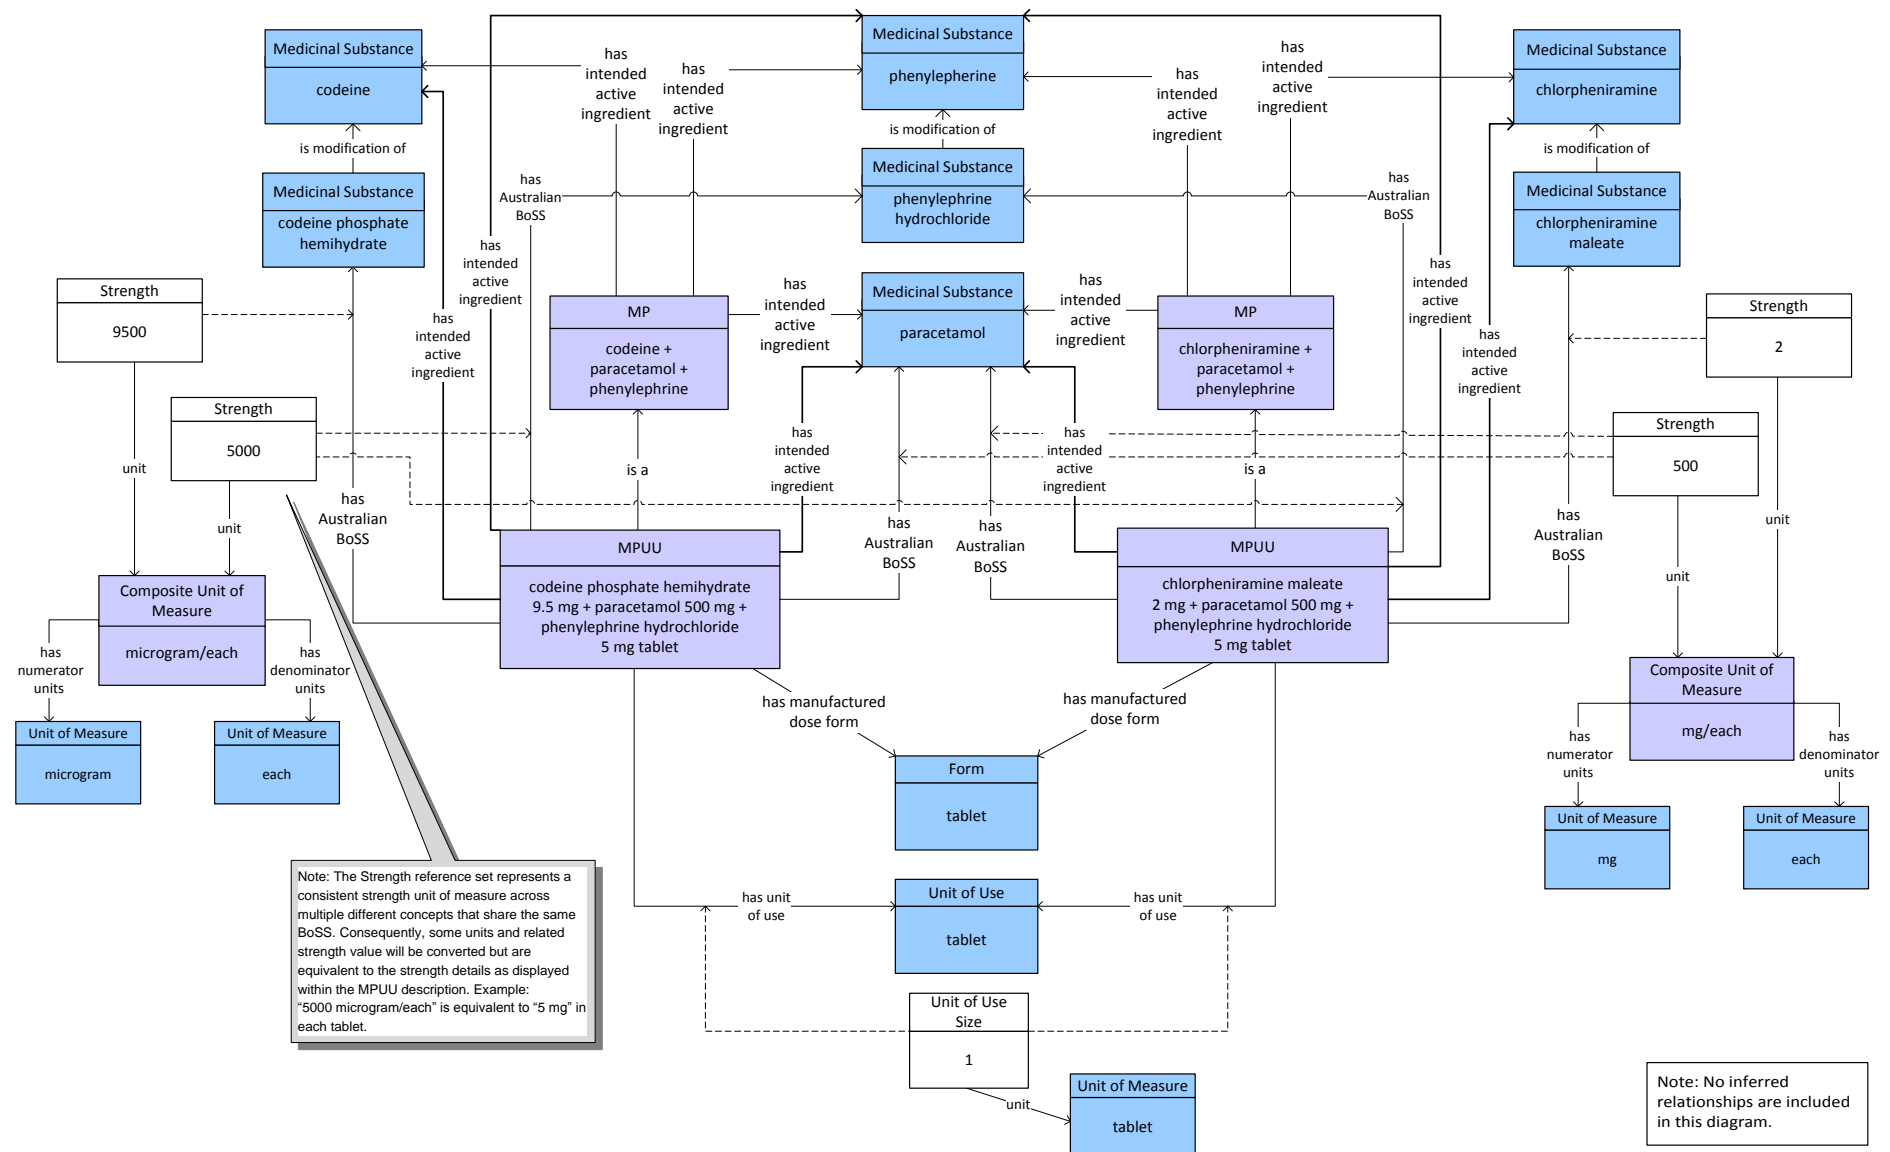 Medicinal Substance
codeine
Medicinal Substance
phenylepherine
Medicinal Substance
chlorpheniramine
has
intended
active
ingredient
has
intended
active
ingredient
has
intended
active
ingredient
has
intended
active
ingredient
is modification of
is modification of
is modification of
Medicinal Substance
codeine phosphate
hemihydrate
Medicinal Substance
phenylephrine
hydrochloride
Medicinal Substance
chlorpheniramine
maleate
has
Australian
BoSS
has
Australian
BoSS
has
intended
active
ingredient
has
intended
active
ingredient
has
intended
active
ingredient
has
intended
active
ingredient
Strength
9500
Strength
5000
MP
codeine +
paracetamol +
phenylephrine
has
intended
active
ingredient
Medicinal Substance
paracetamol
has
intended
active
ingredient
MP
chlorpheniramine +
paracetamol +
phenylephrine
Strength
2
Strength
500
unit
unit
has
Australian
BoSS
is a
has
intended
active
ingredient
has
intended
active
ingredient
is a
has
Australian
BoSS
has
Australian
BoSS
has
Australian
BoSS
unit
unit
MPUU
codeine phosphate hemihydrate
9.5 mg + paracetamol 500 mg +
phenylephrine hydrochloride
5 mg tablet
MPUU
chlorpheniramine maleate
2 mg + paracetamol 500 mg +
phenylephrine hydrochloride
5 mg tablet
Composite Unit of
Measure
microgram/each
has
numerator
units
has
denominator
units
Unit of Measure
microgram
Unit of Measure
each
Composite Unit of
Measure
mg/each
has
numerator
units
has
denominator
units
Unit of Measure
mg
Unit of Measure
each
has manufactured
dose form
has manufactured
dose form
Form
tablet
has unit
of use
Unit of Use
tablet
has unit
of use
Unit of Use
Size
1
unit
Unit of Measure
tablet
Note: The Strength reference set represents a
consistent strength unit of measure across
multiple different concepts that share the same
BoSS. Consequently, some units and related
strength value will be converted but are
equivalent to the strength details as displayed
within the MPUU description. Example:
“5000 microgram/each” is equivalent to “5 mg” in
each tablet.
Note: No inferred
relationships are included
in this diagram.